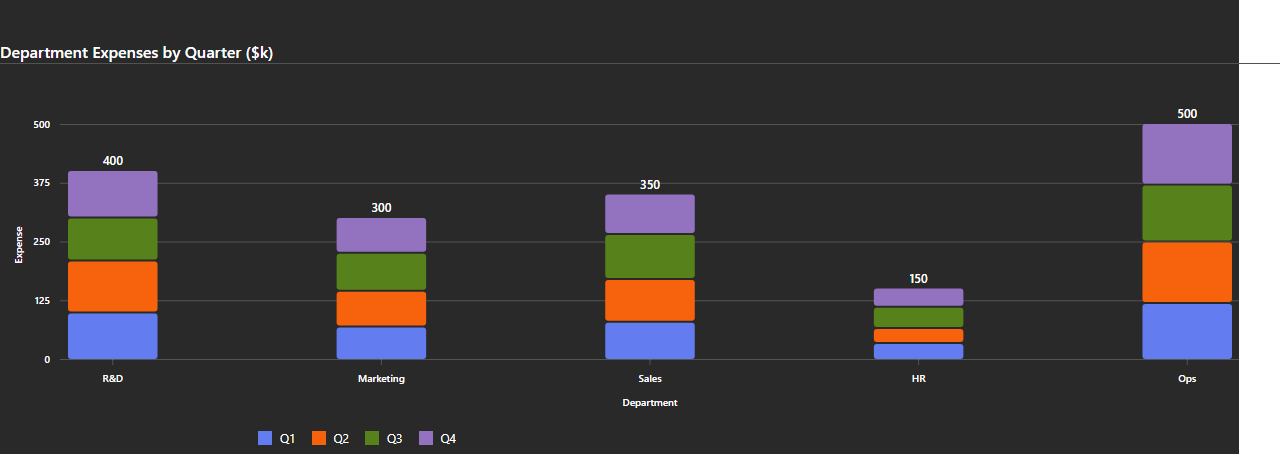 Department Expenses by Quarter ($k)
500
375
250
125
0
Expense
400
300
350
150
500
R&D
Marketing
Sales
HR
Ops
Department
Q1
Q2
Q3
Q4